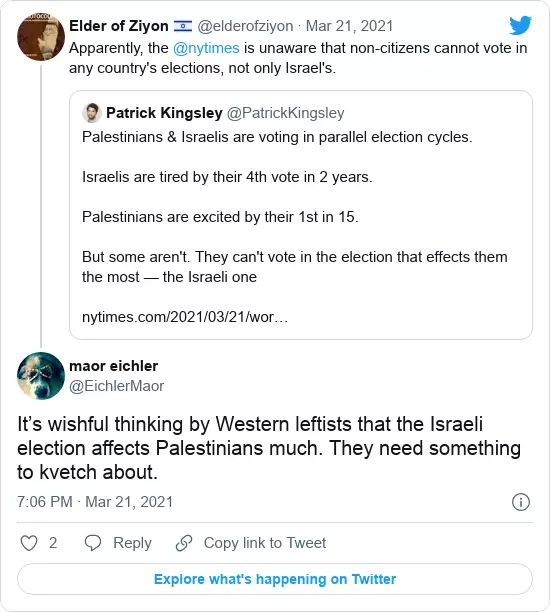 Elder of Ziyon 🇮🇱 @elderofziyon · Mar 21, 2021
Apparently, the @nytimes is unaware that non-citizens cannot vote in
any country's elections, not only Israel's.
Patrick Kingsley @PatrickKingsley
Palestinians & Israelis are voting in parallel election cycles.
Israelis are tired by their 4th vote in 2 years.
Palestinians are excited by their 1st in 15.
But some aren't. They can't vote in the election that effects them
the most — the Israeli one
nytimes.com/2021/03/21/wor…
maor eichler
@EichlerMaor
It's wishful thinking by Western leftists that the Israeli
election affects Palestinians much. They need something
to kvetch about.
7:06 PM · Mar 21, 2021
2 Reply Copy link to Tweet
Explore what's happening on Twitter